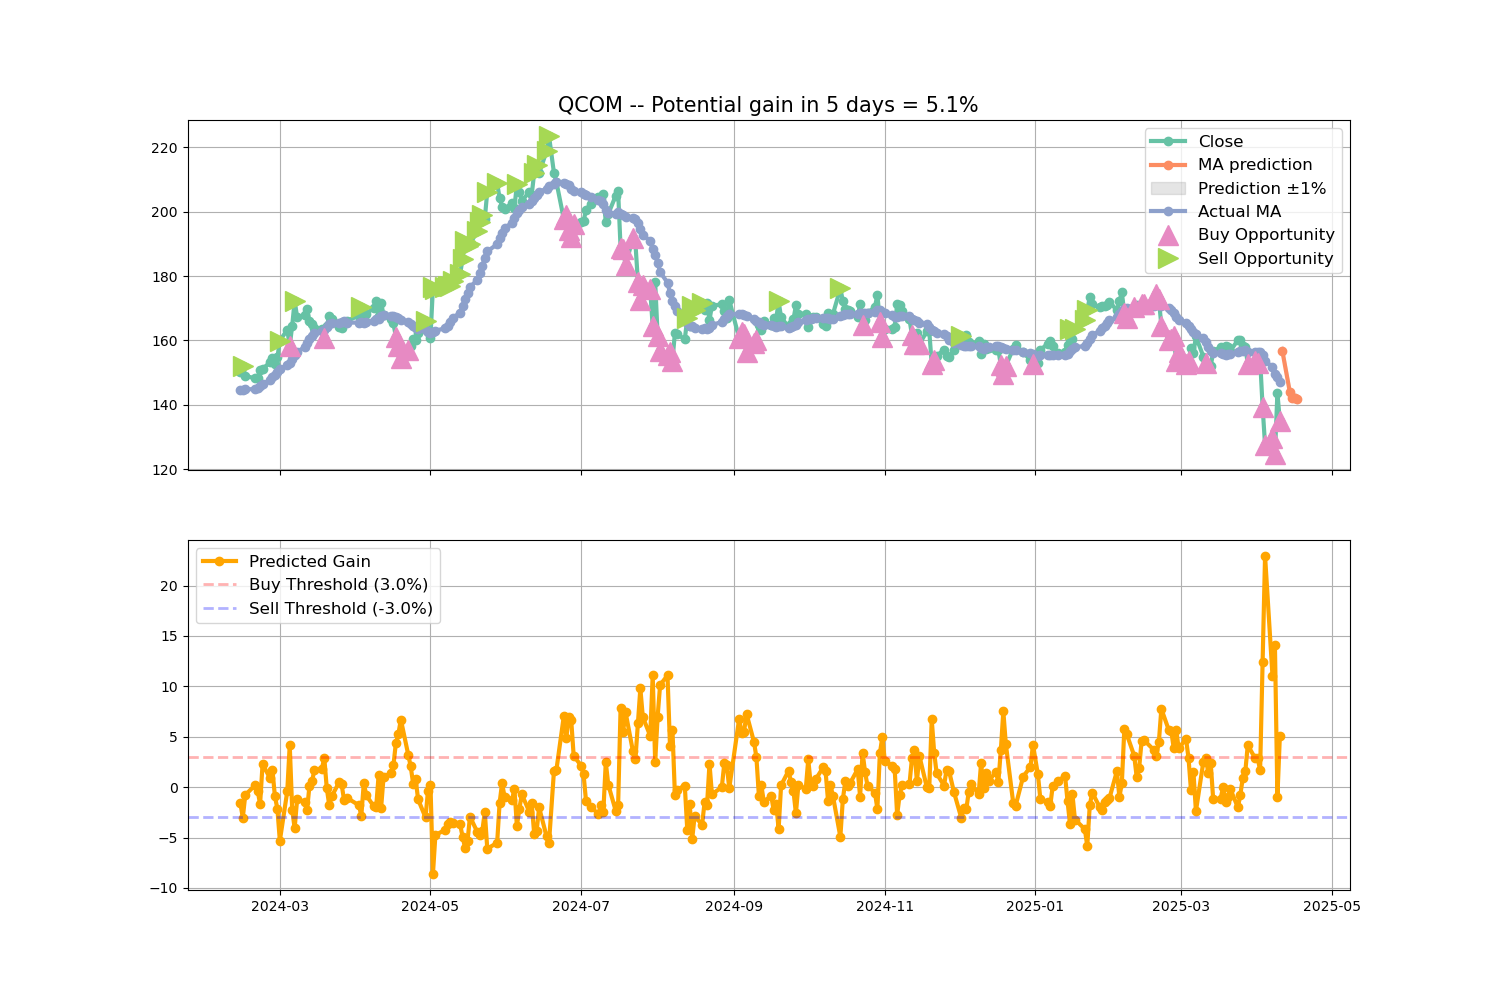 QCOM -- Potential gain in 5 days = 5.1%
220
200
180
160
140
120
Close
MA prediction
Prediction ±1%
Actual MA
Buy Opportunity
Sell Opportunity
20
15
10
5
0
−5
−10
Predicted Gain
Buy Threshold (3.0%)
Sell Threshold (-3.0%)
2024-03
2024-05
2024-07
2024-09
2024-11
2025-01
2025-03
2025-05